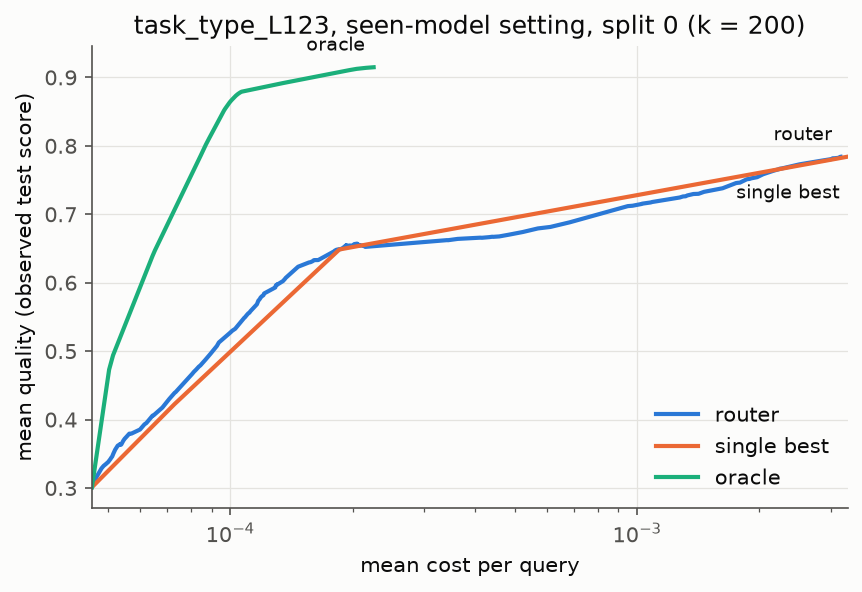 task_type_L123, seen-model setting, split 0 (k = 200)
oracle
router
single best
mean quality (observed test score)
0.9
0.8
0.7
0.6
0.5
0.4
0.3
router
single best
oracle
10⁻⁴
10⁻³
mean cost per query